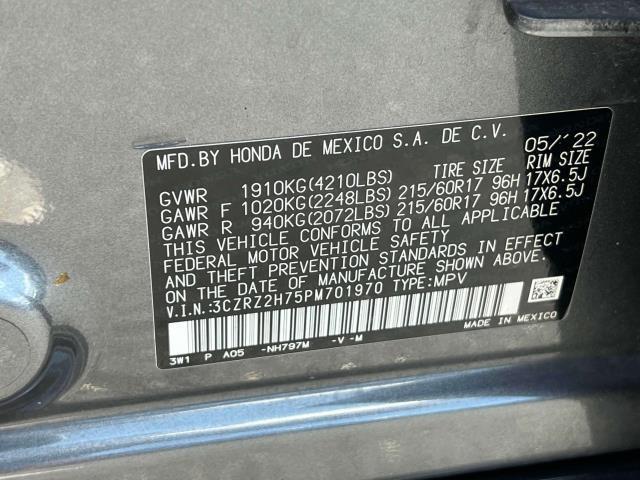 MFD. BY HONDA DE MEXICO S.A. DE C.V. 05/'22
TIRE SIZE RIM SIZE
GVWR 1910KG(4210LBS)
GAWR F 1020KG(2248LBS) 215/60R17 96H 17X6.5J
GAWR R 940KG(2072LBS) 215/60R17 96H 17X6.5J
THIS VEHICLE CONFORMS TO ALL APPLICABLE
FEDERAL MOTOR VEHICLE SAFETY
AND THEFT PREVENTION STANDARDS IN EFFECT
ON THE DATE OF MANUFACTURE SHOWN ABOVE.
V.I.N.:3CZRZ2H75PM701970 TYPE:MPV
MADE IN MEXICO
3W1 P A05 -NH797M -V -M